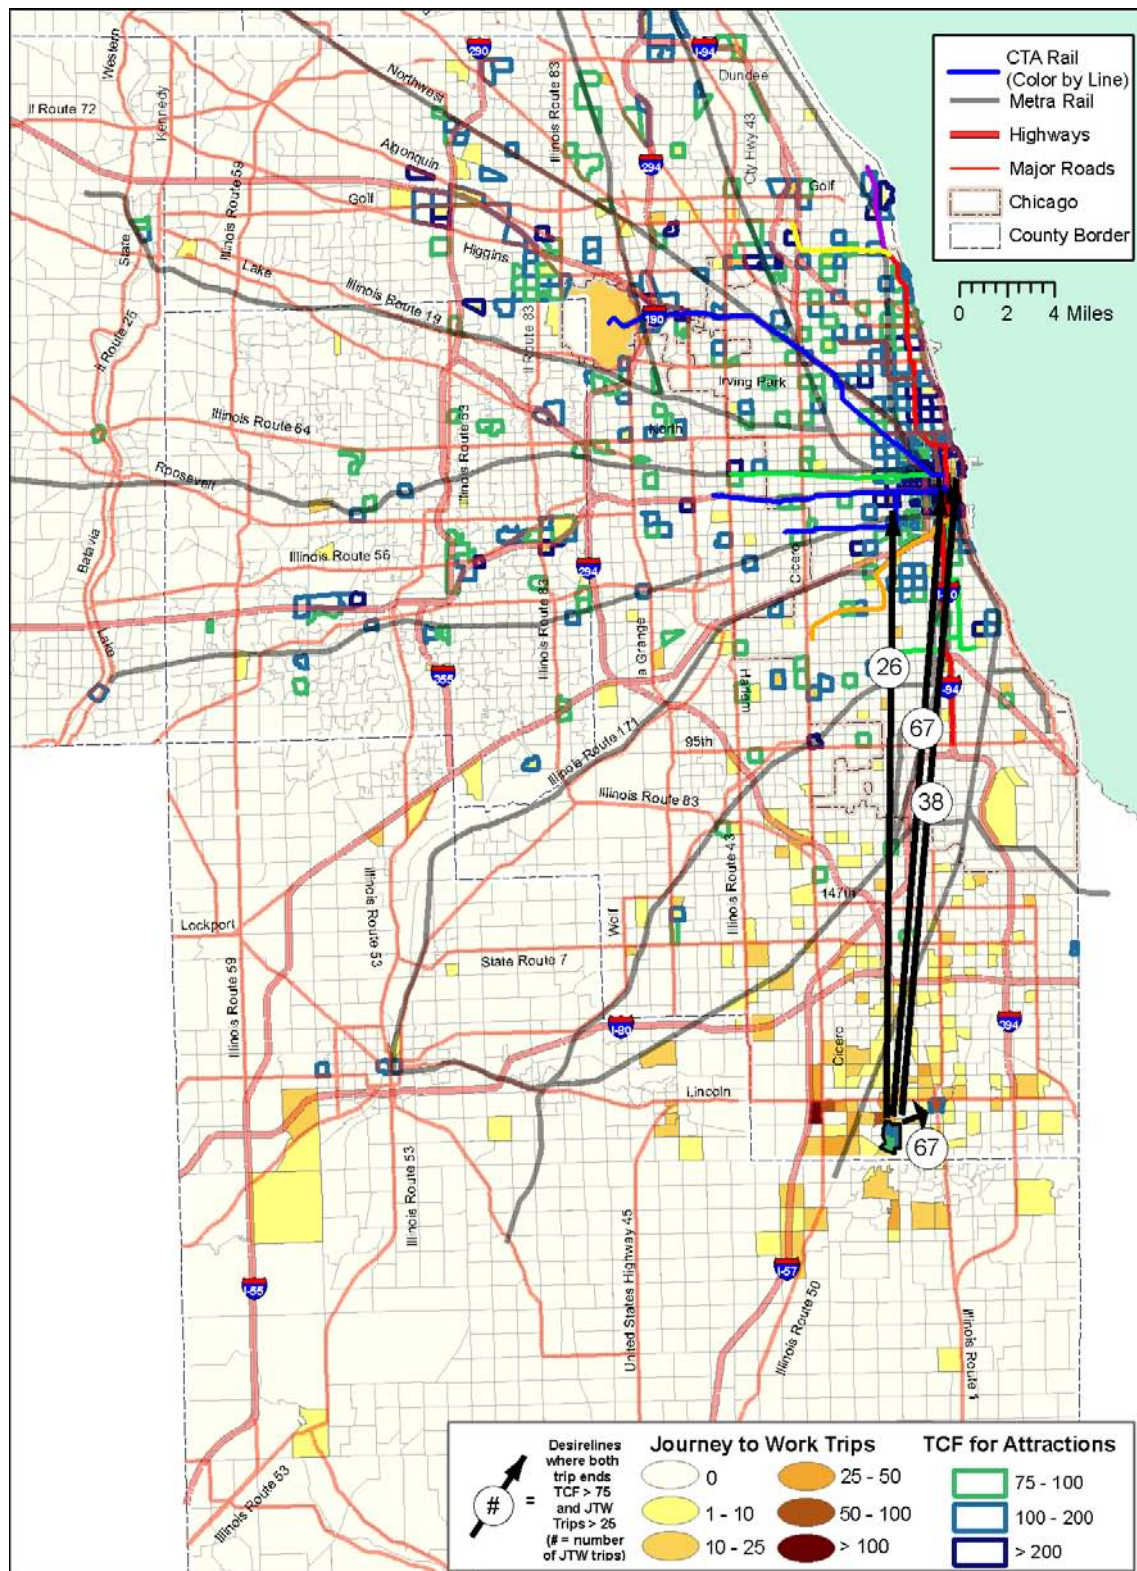 CTA Rail
(Color by Line)
Metra Rail
Highways
Major Roads
Chicago
County Border
0 2 4 Miles
Western
Kennedy
Il Route 72
Northwest
290
Illinois Route 83
I-94
Dundee
Cty Hwy 43
Algonquin
Illinois Route 59
294
Golf
Golf
State
Higgins
Lake
Illinois Route 19
Il Route 83
190
Il Route 25
Irving Park
Illinois Route 64
Illinois Route 53
North
Roosevelt
Batavia
Illinois Route 56
294
Illinois Route 83
Cicero
Lake
355
a Grange
Harlem
26
I-94
67
95th
Illinois Route 171
Illinois Route 83
38
Illinois Route 43
147th
Illinois Route 53
Lockport
Wolf
State Route 7
Illinois Route 59
I-80
394
Cicero
Lincoln
67
Illinois Route 53
United States Highway 45
I-57
I-55
Illinois Route 50
Illinois Route 1
Illinois Route 53
#
=
Desirelines
where both
trip ends
TCF > 75
and JTW
Trips > 25
(# = number
of JTW trips)
Journey to Work Trips
0
1 - 10
10 - 25
25 - 50
50 - 100
> 100
TCF for Attractions
75 - 100
100 - 200
> 200